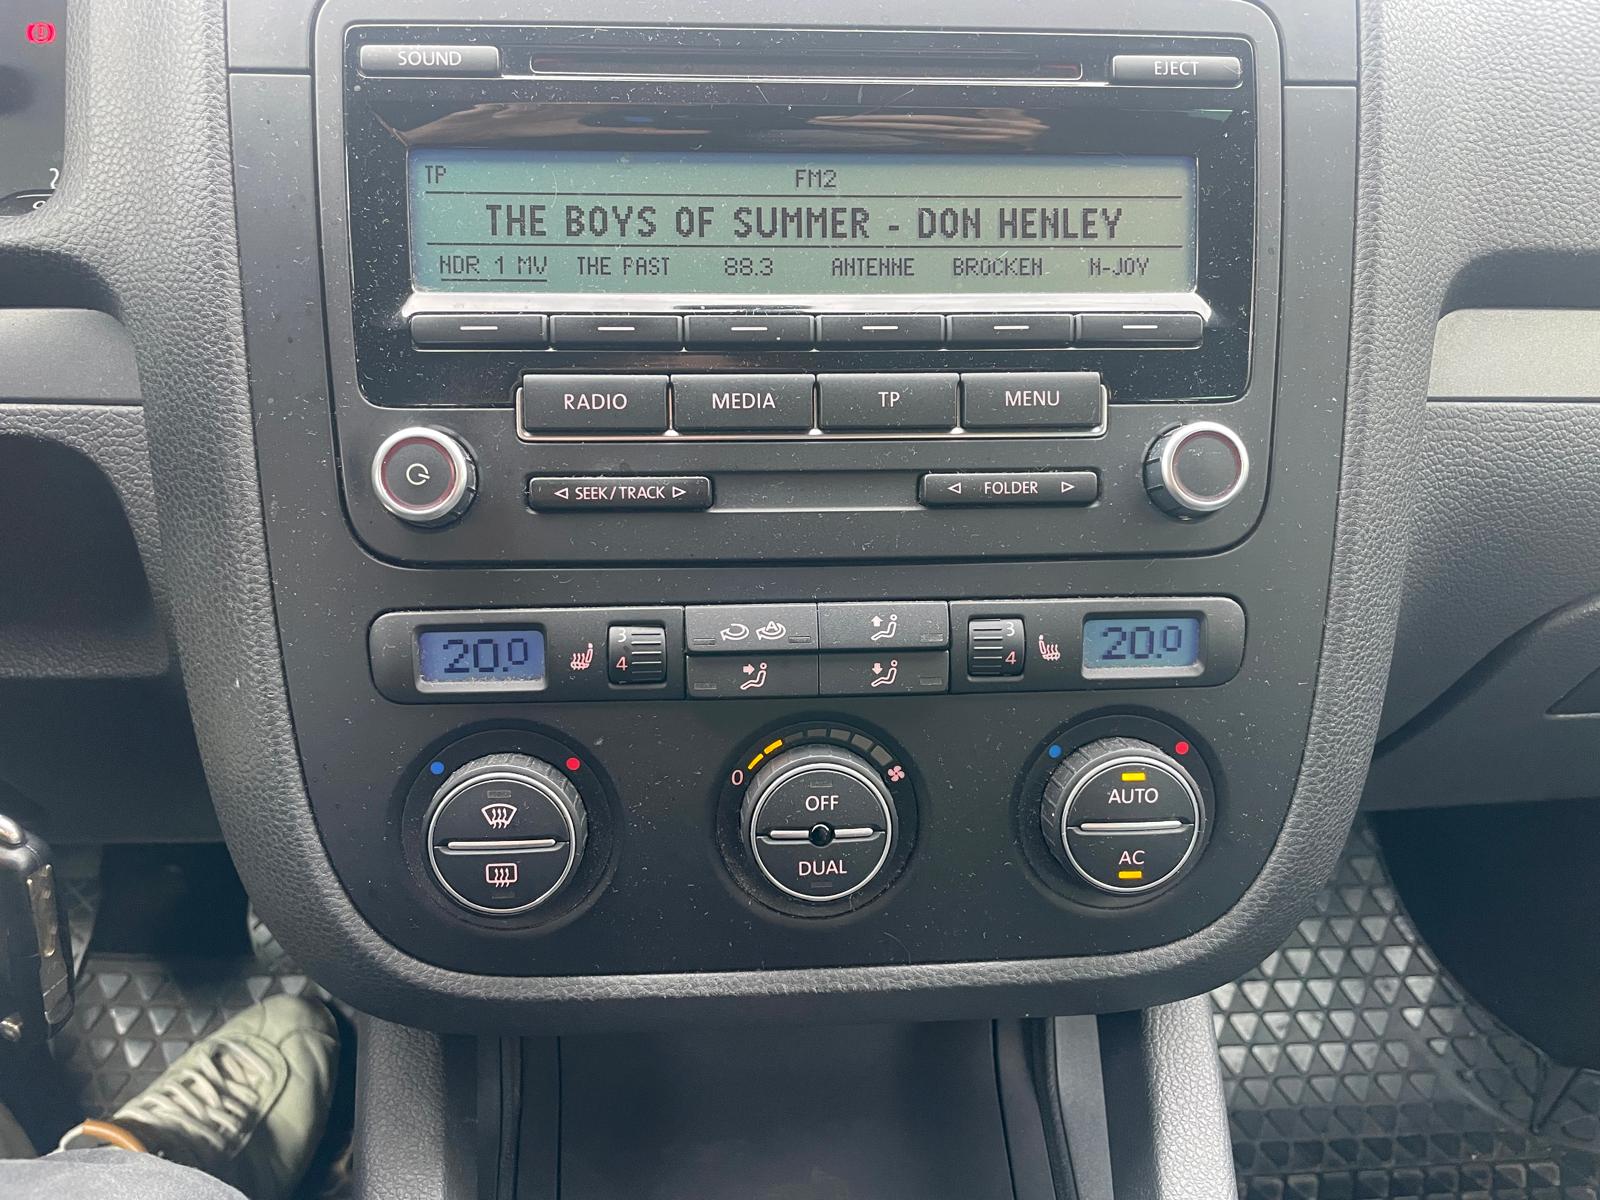 SOUND
EJECT
TP FM2
THE BOYS OF SUMMER - DON HENLEY
NDR 1 MV THE PAST 88.3 ANTENNE BROCKEN N-JOY
RADIO MEDIA TP MENU
SEEK/TRACK FOLDER
20.0 3 4 A 3 4 20.0
0
OFF AUTO
DUAL AC